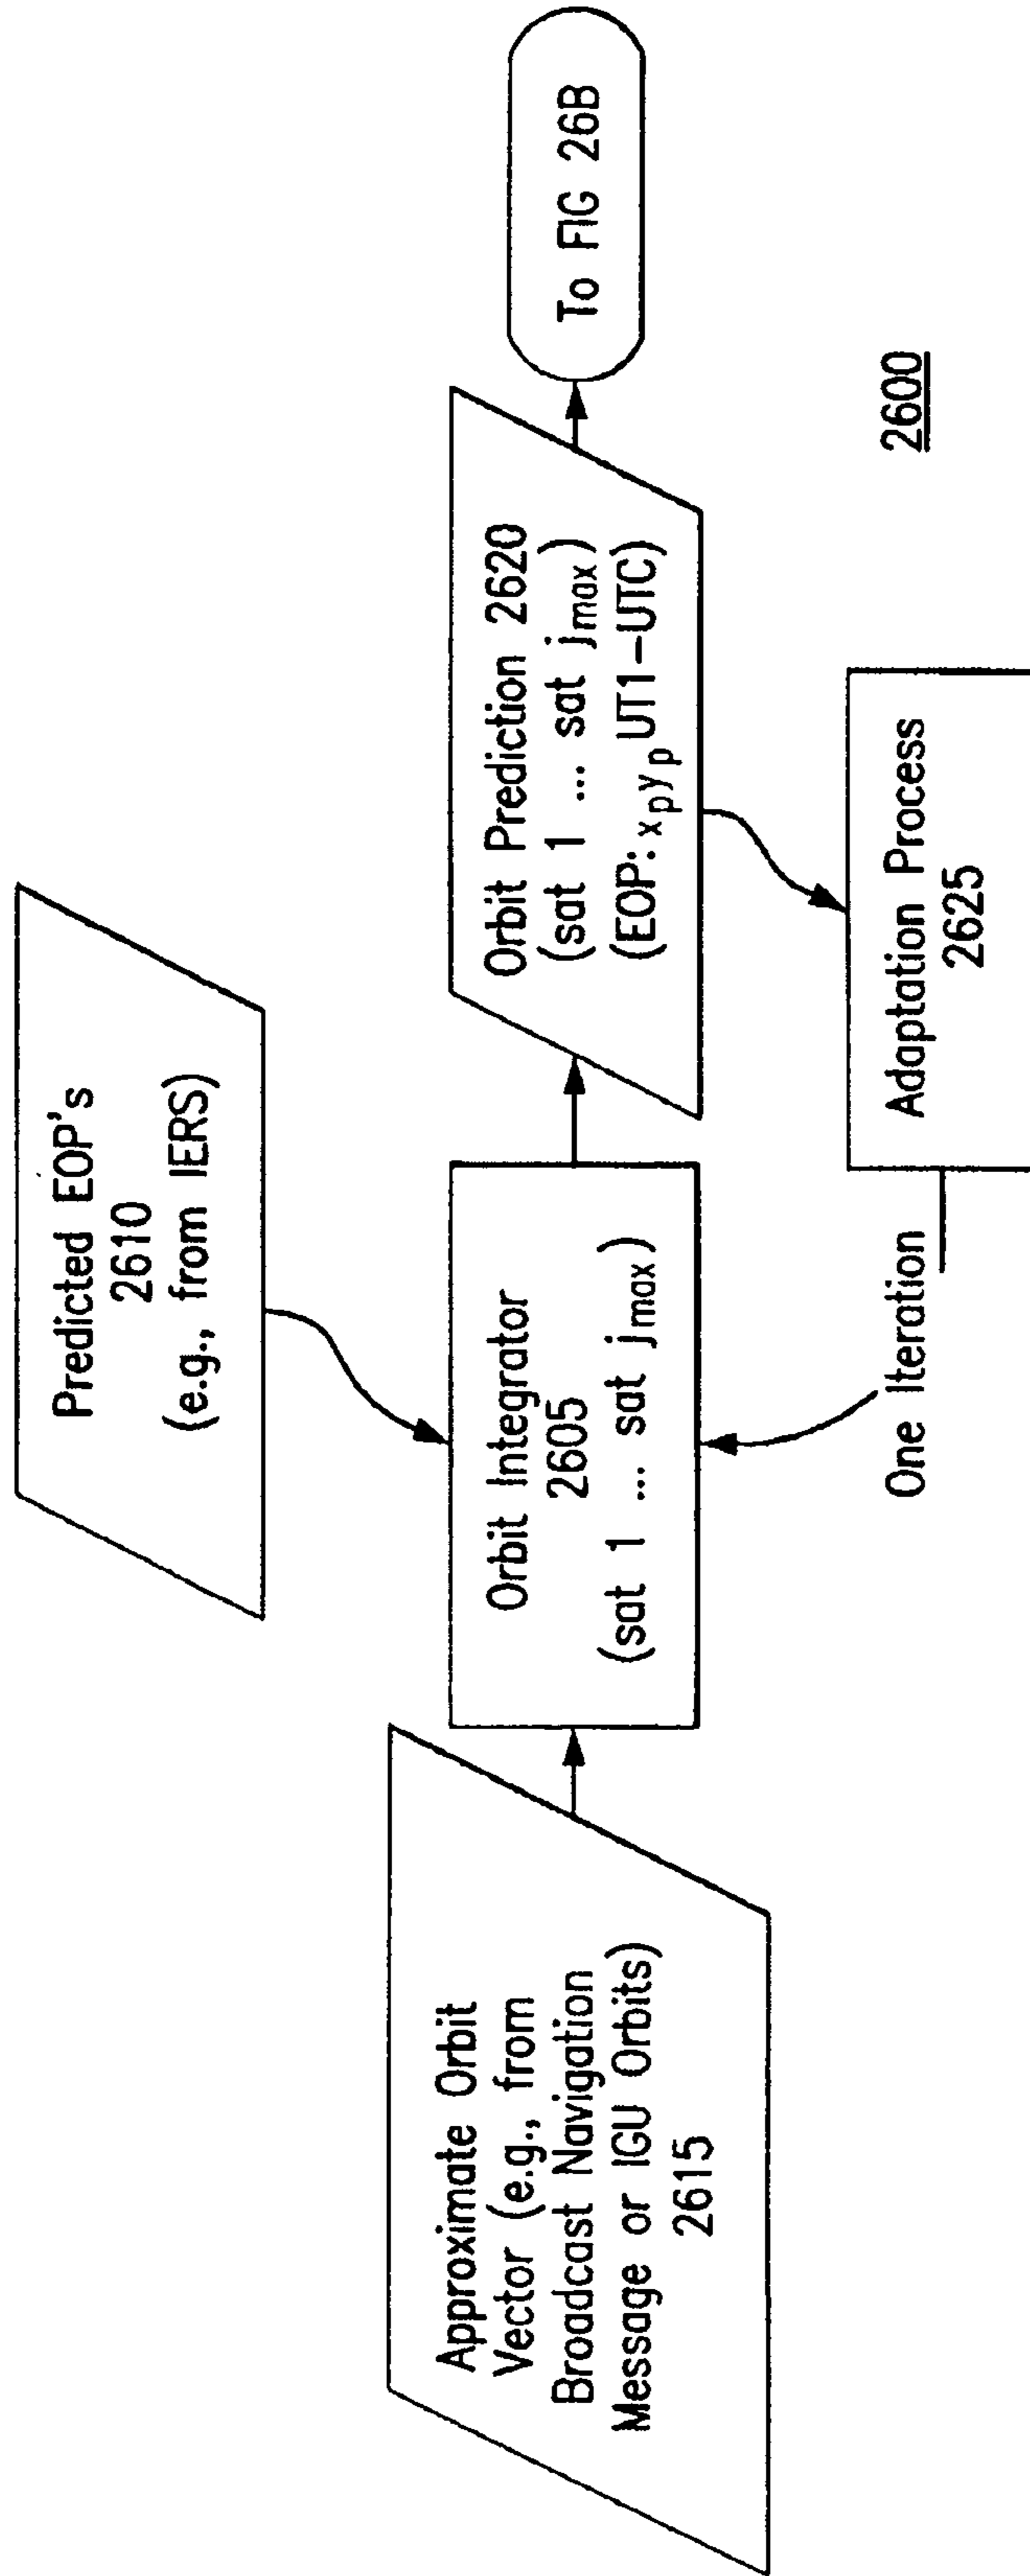 Predicted EOP's
2610
(e.g., from IERS)
Approximate Orbit
Vector (e.g., from
Broadcast Navigation
Message or IGU Orbits)
2615
Orbit Integrator
2605
(sat 1 ... sat jmax)
Orbit Prediction 2620
(sat 1 ... sat jmax)
(EOP: xpyp UT1-UTC)
To FIG 26B
One Iteration
Adaptation Process
2625
2600